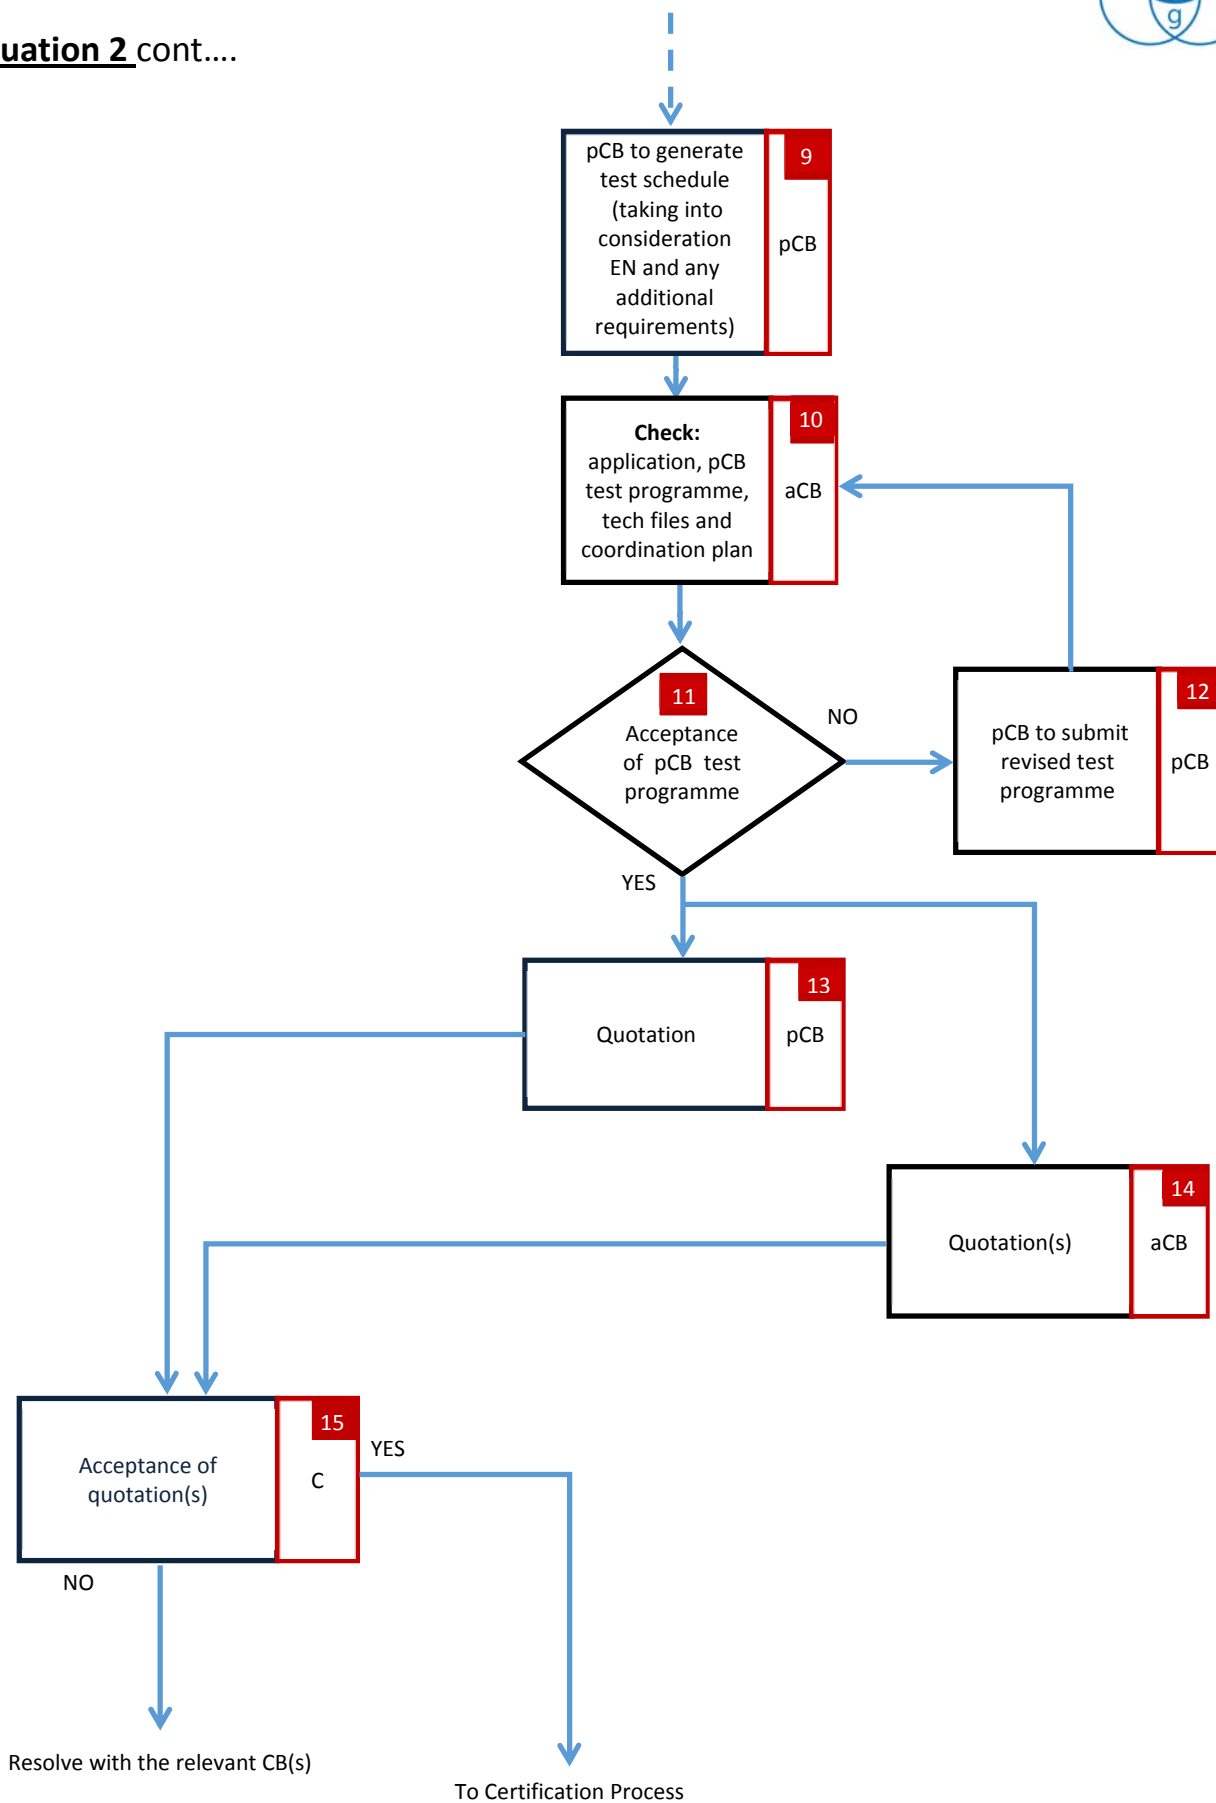 uation 2 cont....
g
pCB to generate
test schedule
(taking into
consideration
EN and any
additional
requirements)
9
pCB
Check:
application, pCB
test programme,
tech files and
coordination plan
10
aCB
11
Acceptance
of pCB test
programme
NO
pCB to submit
revised test
programme
12
pCB
YES
Quotation
13
pCB
Quotation(s)
14
aCB
Acceptance of
quotation(s)
15
C
YES
NO
Resolve with the relevant CB(s)
To Certification Process